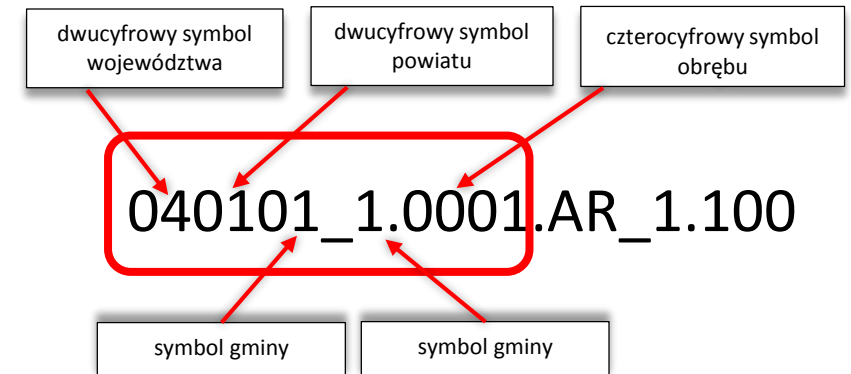 dwucyfrowy symbol
województwa
dwucyfrowy symbol
powiatu
czterocyfrowy symbol
obrębu
040101_1.0001.AR_1.100
symbol gminy
symbol gminy